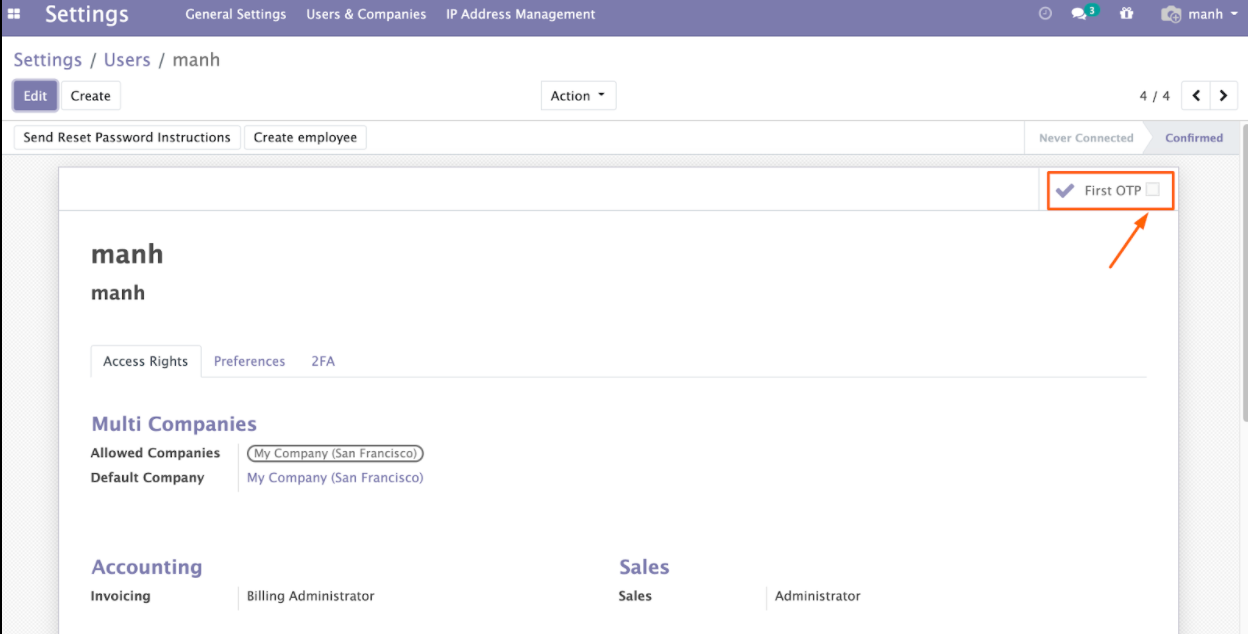 Settings General Settings Users & Companies IP Address Management 3 manh
Settings / Users / manh
Edit Create Action 4 / 4
Send Reset Password Instructions Create employee Never Connected Confirmed
First OTP
manh
manh
Access Rights Preferences 2FA
Multi Companies
Allowed Companies My Company (San Francisco)
Default Company My Company (San Francisco)
Accounting Sales
Invoicing Billing Administrator Sales Administrator